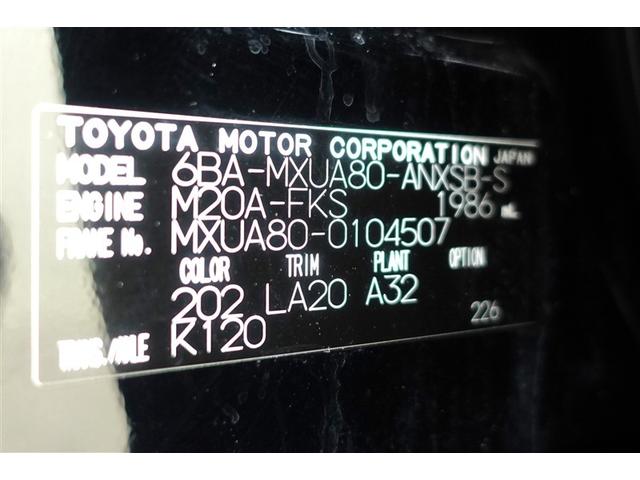 TOYOTA MOTOR CORPORATION JAPAN
MODEL 6BA-MXUA80-ANXSB-S
ENGINE M20A-FKS 1986 mL
FRAME No. MXUA80-0104507
COLOR TRIM PLANT OPTION
202 LA20 A32
TRANS./AXLE K120 226